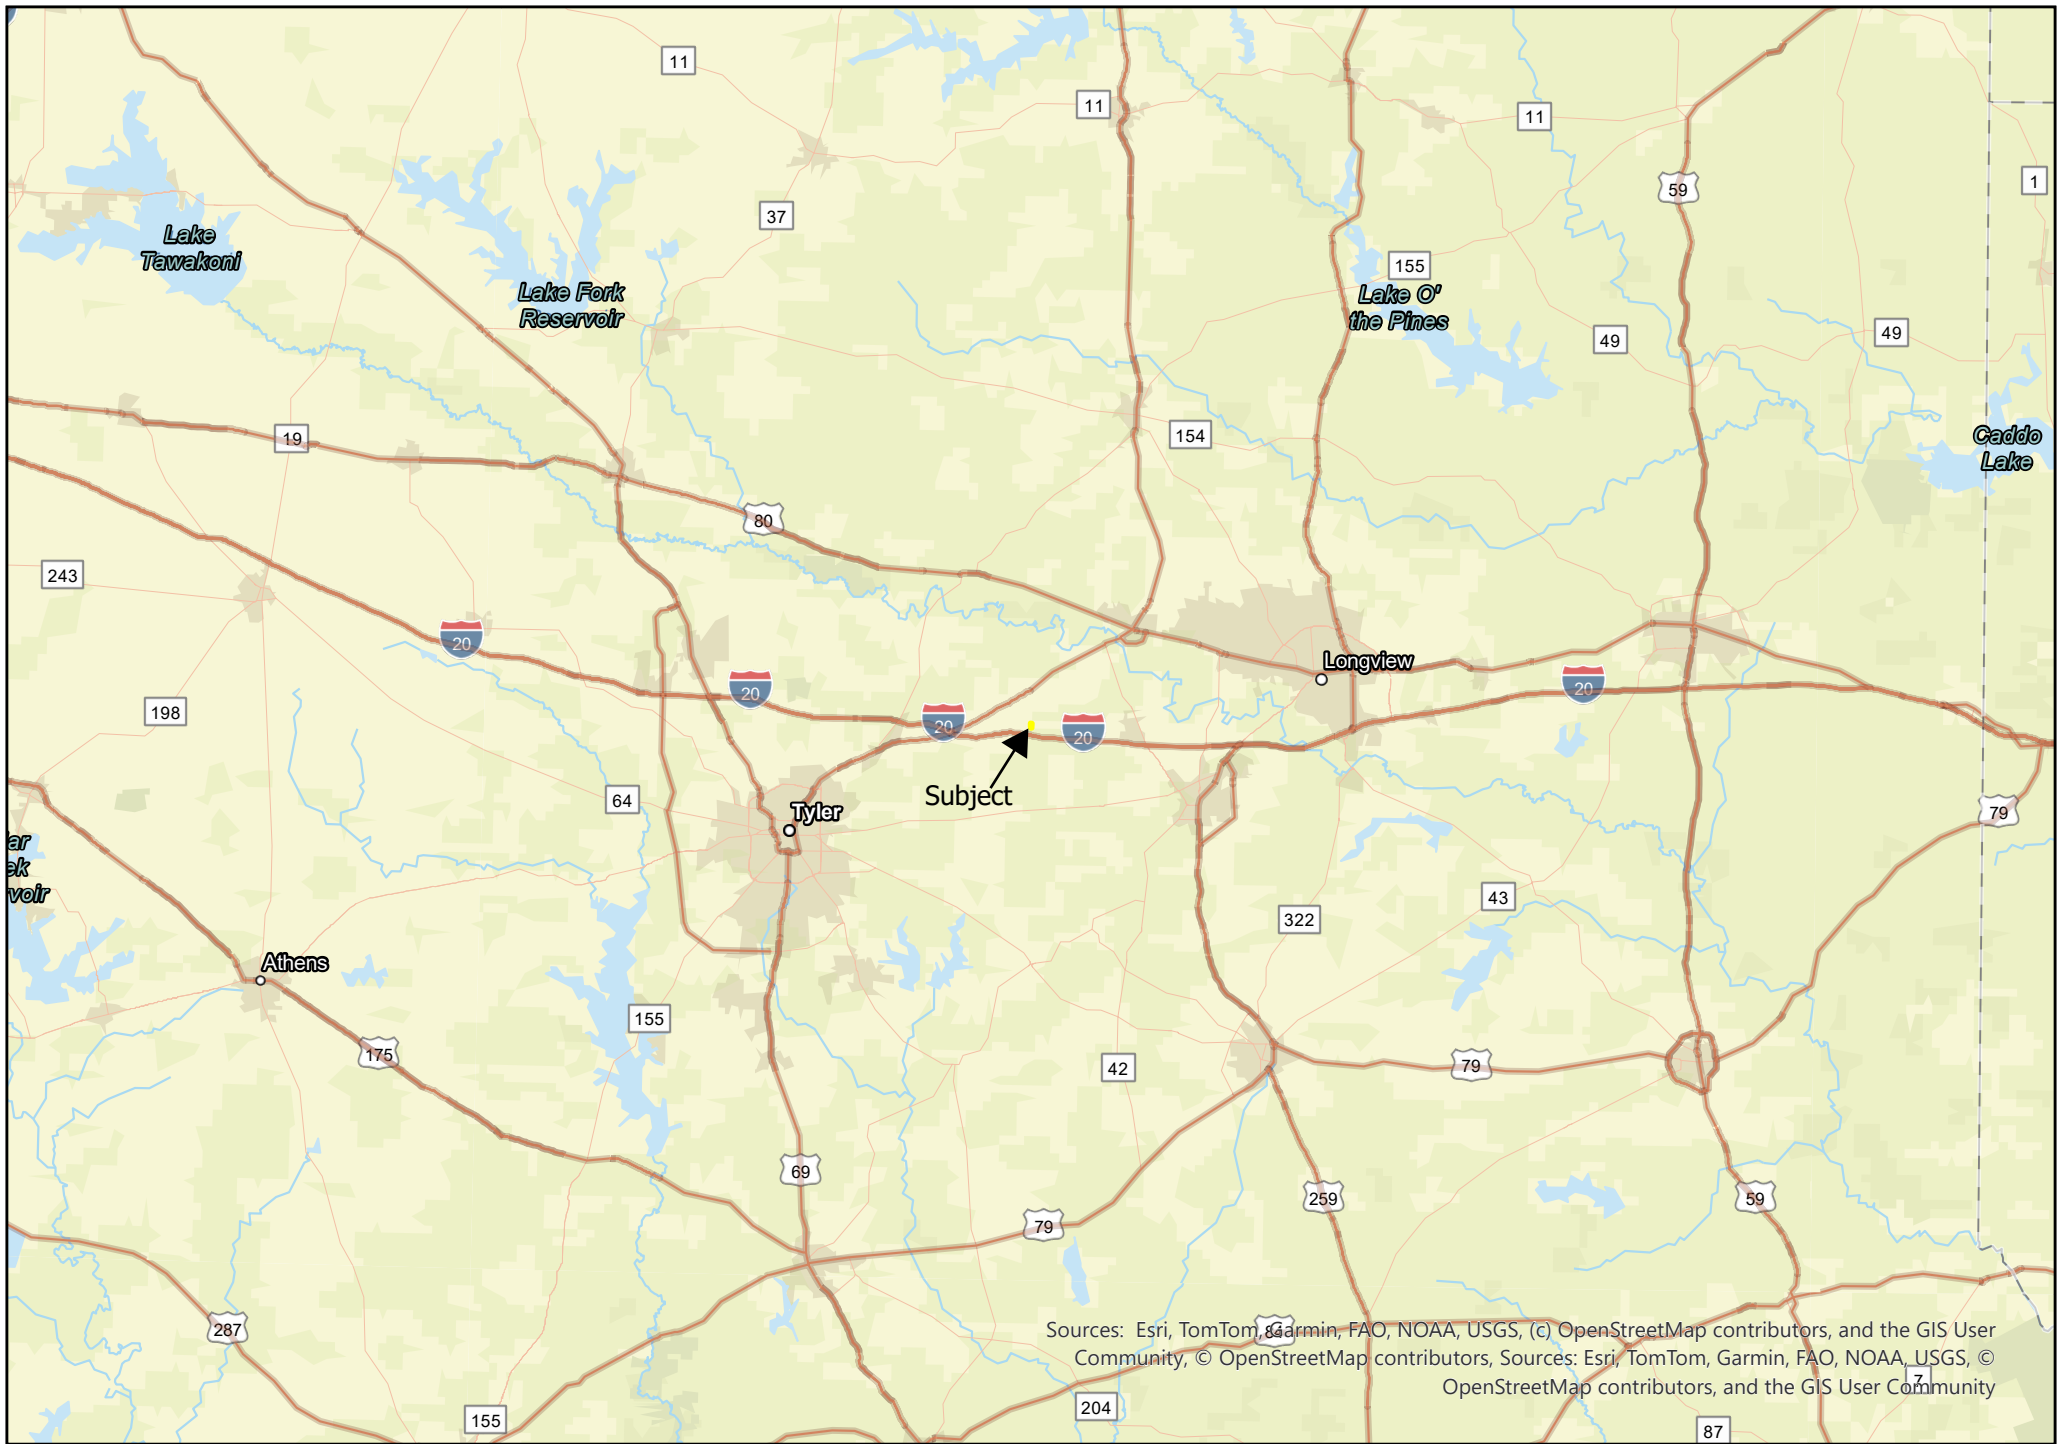 11
11
11
59
1
37
Lake
Tawakoni
155
Lake Fork
Reservoir
Lake O'
the Pines
49
49
19
154
Caddo
Lake
80
243
20
Longview
20
20
198
20
20
64
Subject
Tyler
79
ar
ek
voir
43
322
Athens
155
175
42
79
69
259
59
79
287
84
Sources: Esri, TomTom, Garmin, FAO, NOAA, USGS, (c) OpenStreetMap contributors, and the GIS User
Community, © OpenStreetMap contributors, Sources: Esri, TomTom, Garmin, FAO, NOAA, USGS, ©
OpenStreetMap contributors, and the GIS User Community
7
204
155
87